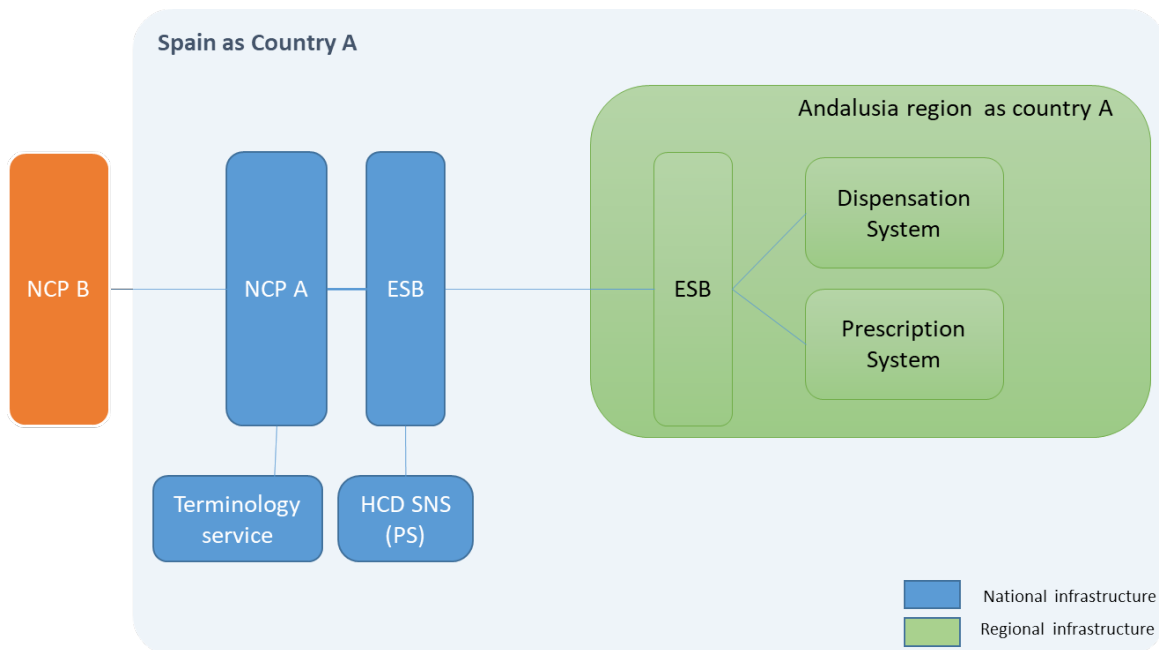 Spain as Country A
Andalusia region as country A
NCP B
NCP A
ESB
ESB
Dispensation
System
Prescription
System
Terminology
service
HCD SNS
(PS)
National infrastructure
Regional infrastructure